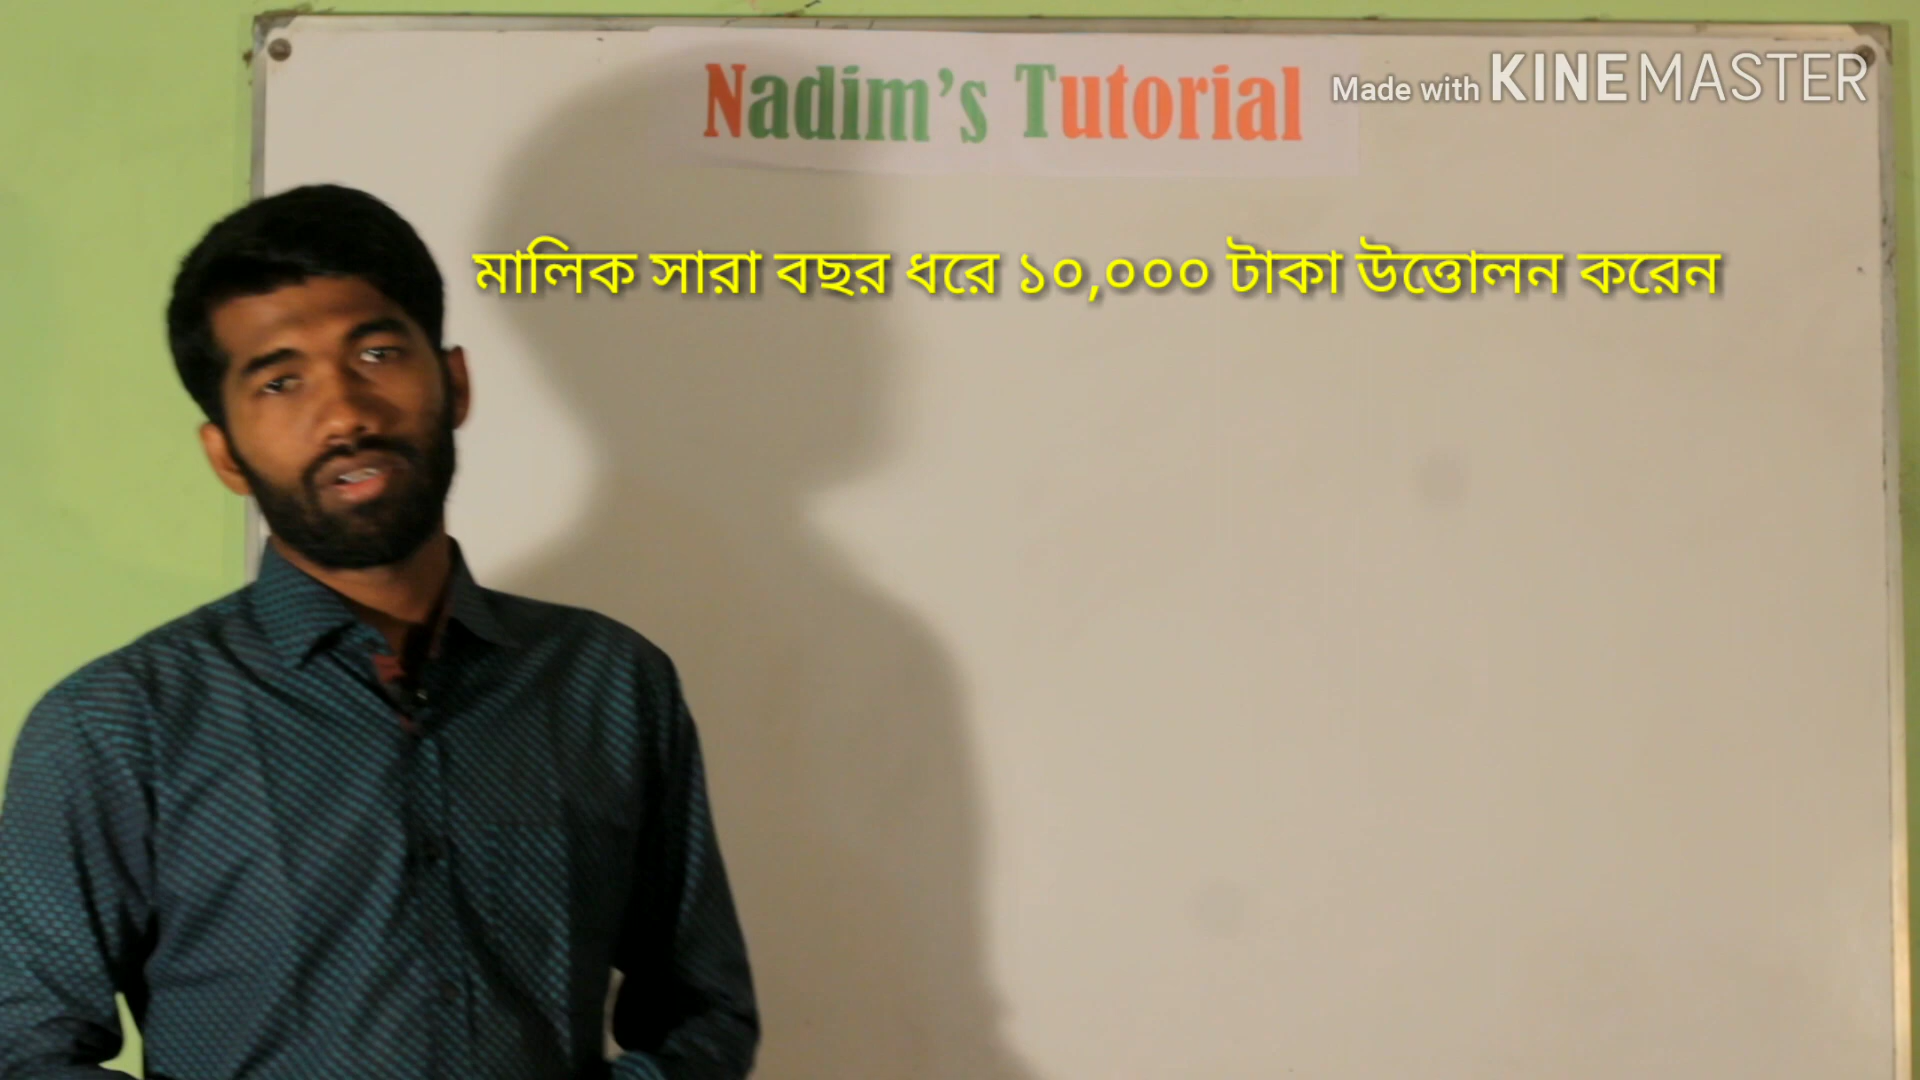 Nadim's Tutorial
Made with KINEMASTER
মালিক সারা বছর ধরে ১০,০০০ টাকা উত্তোলন করেন